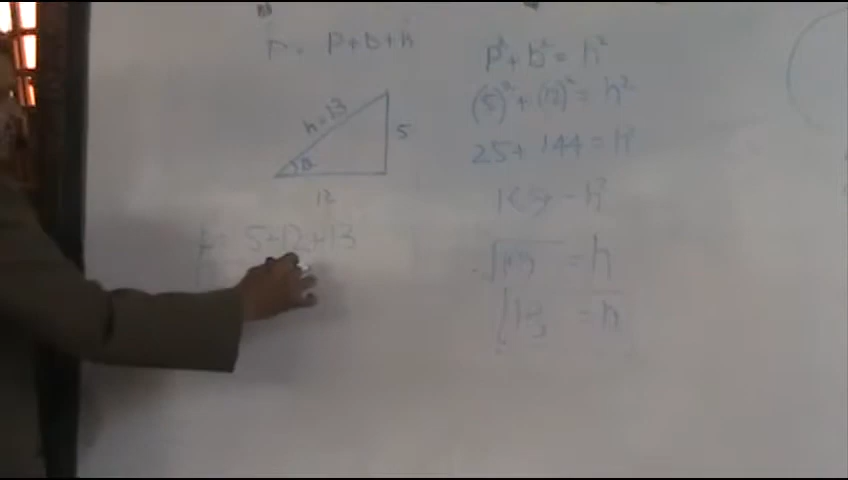 r = P+b+h
h=13
5
12
r = 5+12+13
p²+b² = h²
(5)²+(12)² = h²
25+144 = h²
169 = h²
√169 = h
13 = h